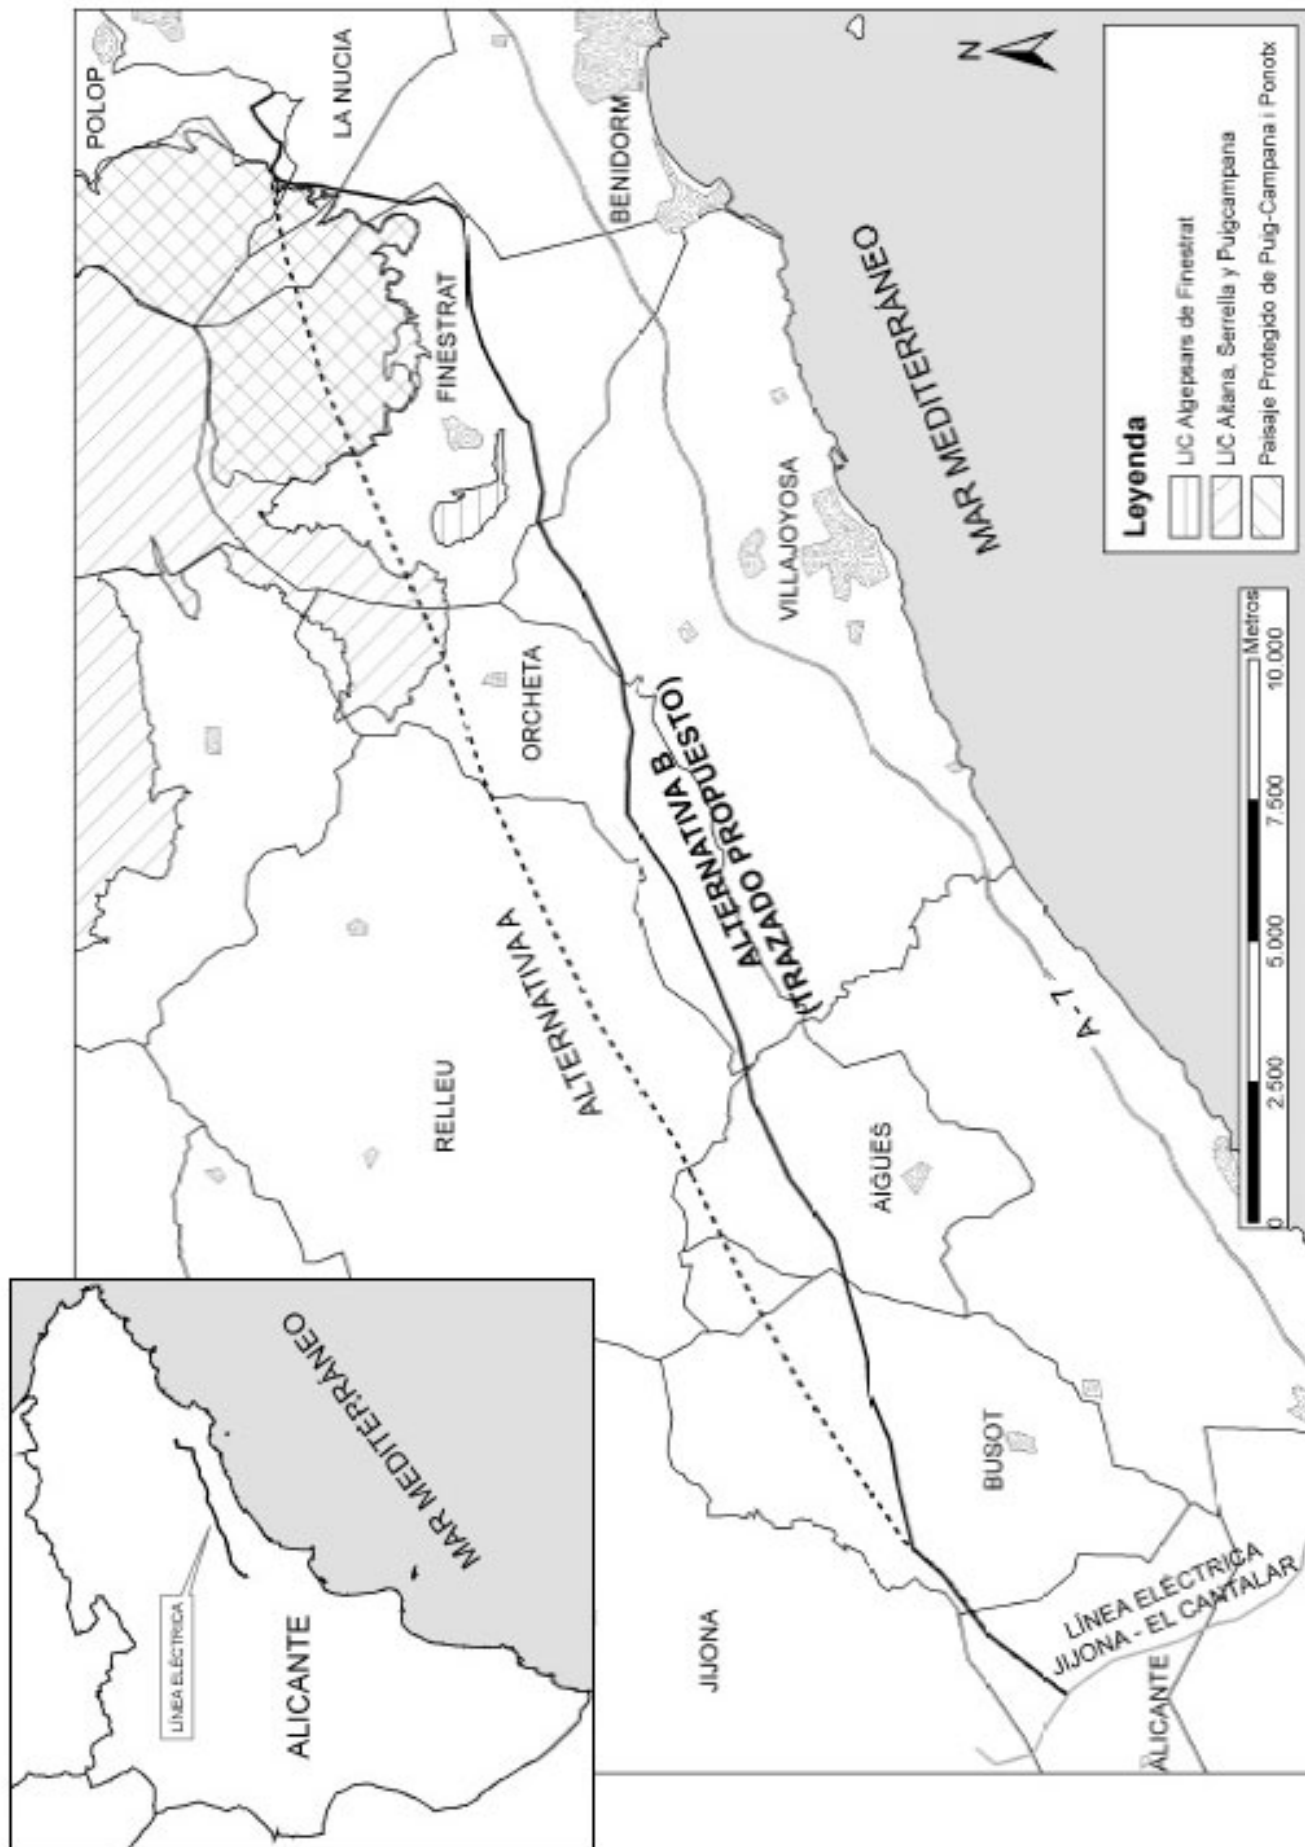 POLOP
LA NUCIA
BENIDORM
FINESTRAT
MAR MEDITERRÁNEO
VILLAJOYOSA
ORCHETA
ALTERNATIVA A
ALTERNATIVA B
(TRAZADO PROPUESTO)
RELLEU
AIGÜES
A - 7
BUSOT
JIJONA
LÍNEA ELÉCTRICA
JIJONA - EL CANTALAR
ALICANTE
N
Leyenda
LIC Algepsars de Finestrat
LIC Aitana, Serrella y Puigcampana
Paisaje Protegido de Puig-Campana i Ponotx
0 2.500 5.000 7.500 10.000
Metros
LÍNEA ELÉCTRICA
ALICANTE
MAR MEDITERRÁNEO